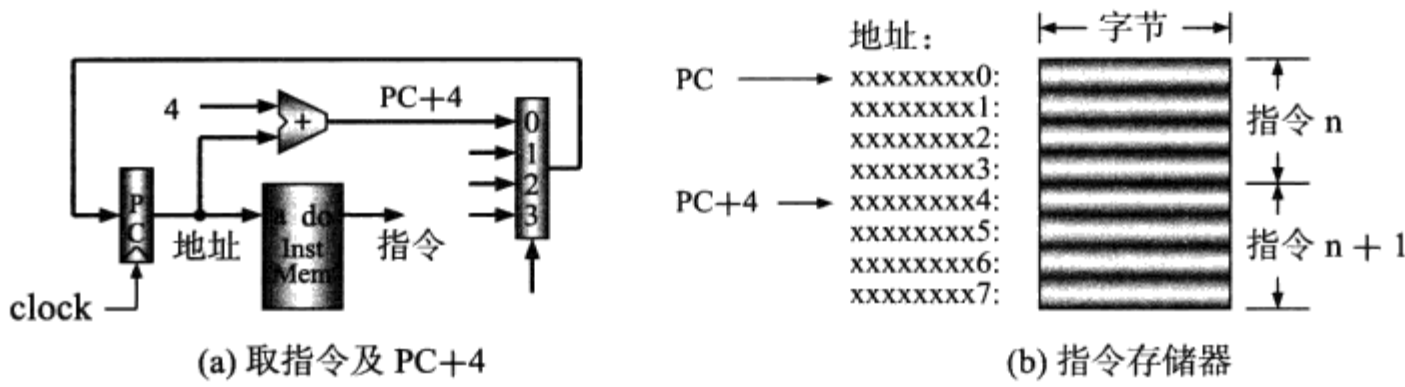 4
PC+4
0
1
2
3
PC
a do
Inst
Mem
地址
指令
clock
(a) 取指令及 PC+4
地址：
字节
PC
xxxxxxxx0:
xxxxxxxx1:
xxxxxxxx2:
xxxxxxxx3:
PC+4
xxxxxxxx4:
xxxxxxxx5:
xxxxxxxx6:
xxxxxxxx7:
指令 n
指令 n + 1
(b) 指令存储器